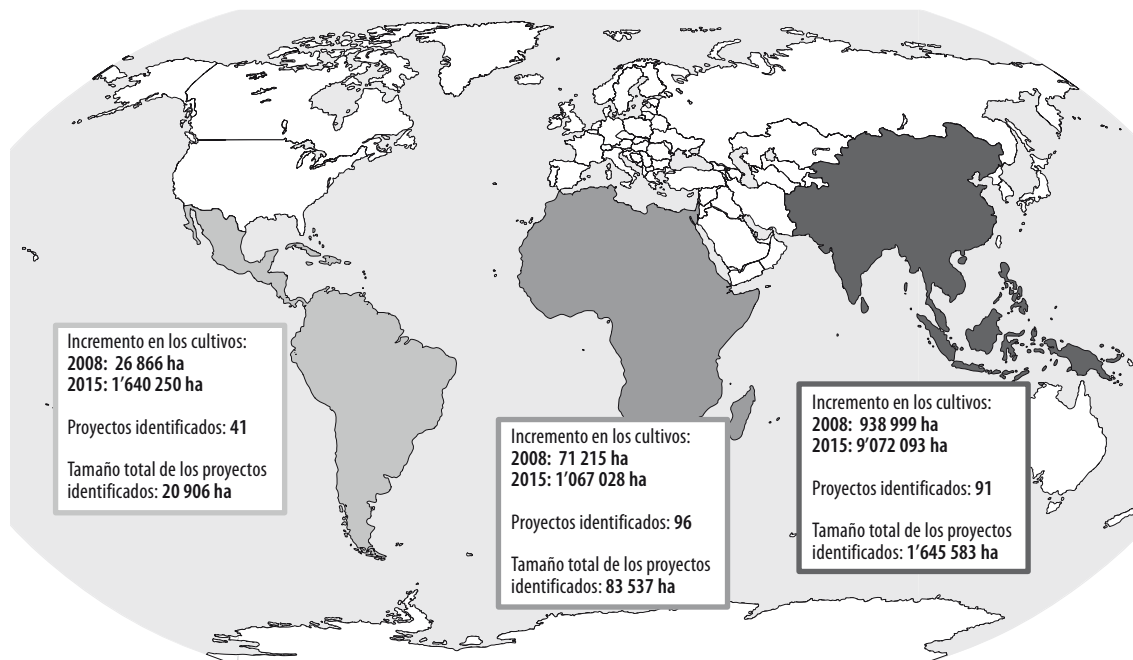 Incremento en los cultivos:
2008: 26 866 ha
2015: 1’640 250 ha
Proyectos identificados: 41
Tamaño total de los proyectos
identificados: 20 906 ha
Incremento en los cultivos:
2008: 71 215 ha
2015: 1’067 028 ha
Proyectos identificados: 96
Tamaño total de los proyectos
identificados: 83 537 ha
Incremento en los cultivos:
2008: 938 999 ha
2015: 9’072 093 ha
Proyectos identificados: 91
Tamaño total de los proyectos
identificados: 1’645 583 ha